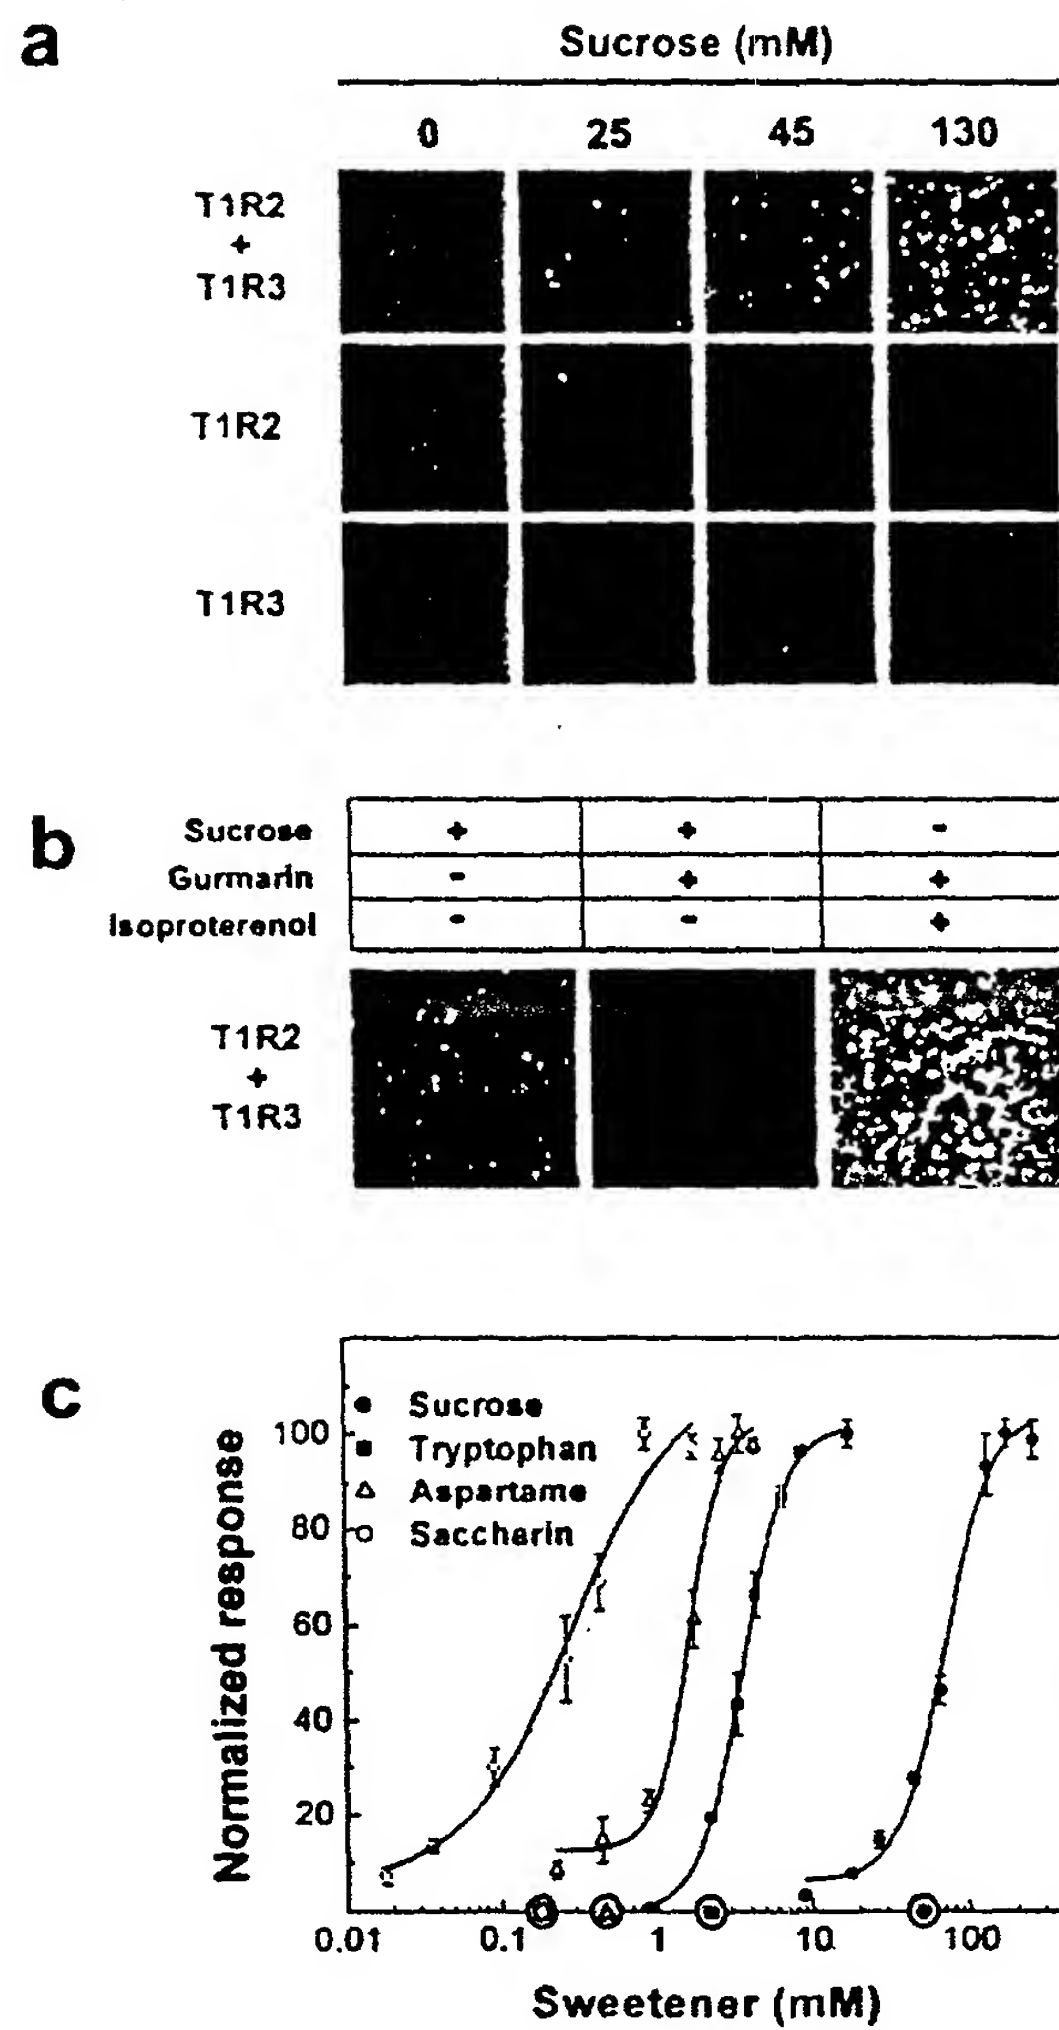 a
Sucrose (mM)
0 25 45 130
T1R2
+
T1R3
T1R2
T1R3
b
Sucrose + + -
Gurmarin - + +
Isoproterenol - - +
T1R2
+
T1R3
c
Sucrose
Tryptophan
Aspartame
Saccharin
Normalized response
100
80
60
40
20
0.01 0.1 1 10 100
Sweetener (mM)